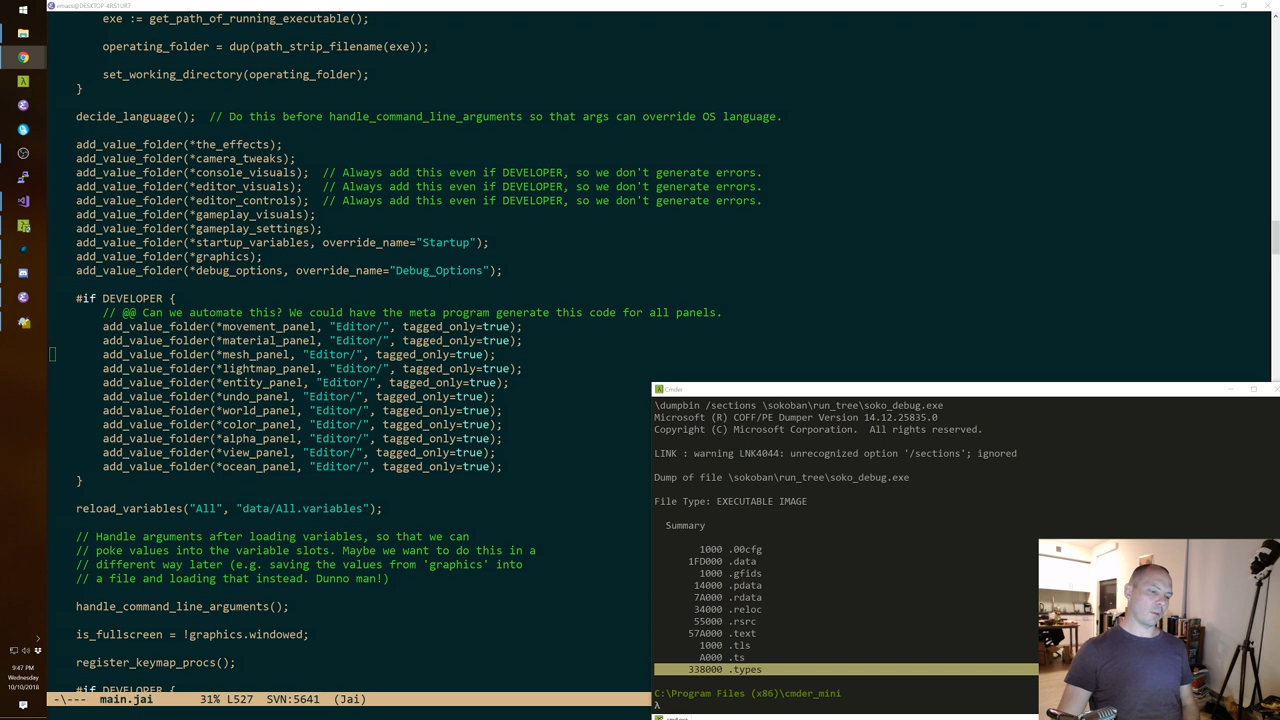 emacs@DESKTOP-4RS1UR7
exe := get_path_of_running_executable();
operating_folder = dup(path_strip_filename(exe));
set_working_directory(operating_folder);
}
decide_language();  // Do this before handle_command_line_arguments so that args can override OS language.
add_value_folder(*the_effects);
add_value_folder(*camera_tweaks);
add_value_folder(*console_visuals);  // Always add this even if DEVELOPER, so we don't generate errors.
add_value_folder(*editor_visuals);   // Always add this even if DEVELOPER, so we don't generate errors.
add_value_folder(*editor_controls);  // Always add this even if DEVELOPER, so we don't generate errors.
add_value_folder(*gameplay_visuals);
add_value_folder(*gameplay_settings);
add_value_folder(*startup_variables, override_name="Startup");
add_value_folder(*graphics);
add_value_folder(*debug_options, override_name="Debug_Options");
#if DEVELOPER {
// @@ Can we automate this? We could have the meta program generate this code for all panels.
add_value_folder(*movement_panel, "Editor/", tagged_only=true);
add_value_folder(*material_panel, "Editor/", tagged_only=true);
add_value_folder(*mesh_panel, "Editor/", tagged_only=true);
add_value_folder(*lightmap_panel, "Editor/", tagged_only=true);
add_value_folder(*entity_panel, "Editor/", tagged_only=true);
add_value_folder(*undo_panel, "Editor/", tagged_only=true);
add_value_folder(*world_panel, "Editor/", tagged_only=true);
add_value_folder(*color_panel, "Editor/", tagged_only=true);
add_value_folder(*alpha_panel, "Editor/", tagged_only=true);
add_value_folder(*view_panel, "Editor/", tagged_only=true);
add_value_folder(*ocean_panel, "Editor/", tagged_only=true);
}
reload_variables("All", "data/All.variables");
// Handle arguments after loading variables, so that we can
// poke values into the variable slots. Maybe we want to do this in a
// different way later (e.g. saving the values from 'graphics' into
// a file and loading that instead. Dunno man!)
handle_command_line_arguments();
is_fullscreen = !graphics.windowed;
register_keymap_procs();
#if DEVELOPER {
-\---  main.jai       31% L527  SVN:5641  (Jai)
Cmder
\dumpbin /sections \sokoban\run_tree\soko_debug.exe
Microsoft (R) COFF/PE Dumper Version 14.12.25835.0
Copyright (C) Microsoft Corporation.  All rights reserved.
LINK : warning LNK4044: unrecognized option '/sections'; ignored
Dump of file \sokoban\run_tree\soko_debug.exe
File Type: EXECUTABLE IMAGE
Summary
1000 .00cfg
1FD000 .data
1000 .gfids
14000 .pdata
7A000 .rdata
34000 .reloc
55000 .rsrc
57A000 .text
1000 .tls
A000 .ts
338000 .types
C:\Program Files (x86)\cmder_mini
λ
9:47 PM
Wednesday
10/10/2018